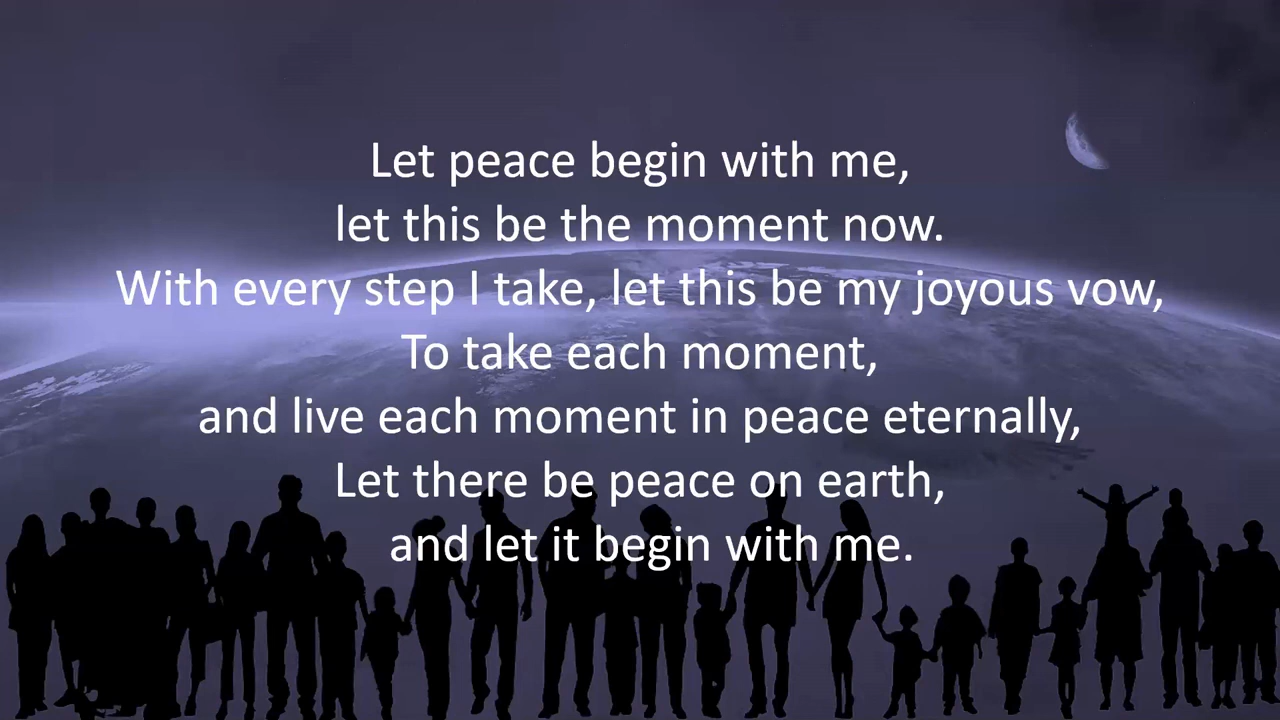 Let peace begin with me,
let this be the moment now.
With every step I take, let this be my joyous vow,
To take each moment,
and live each moment in peace eternally,
Let there be peace on earth,
and let it begin with me.